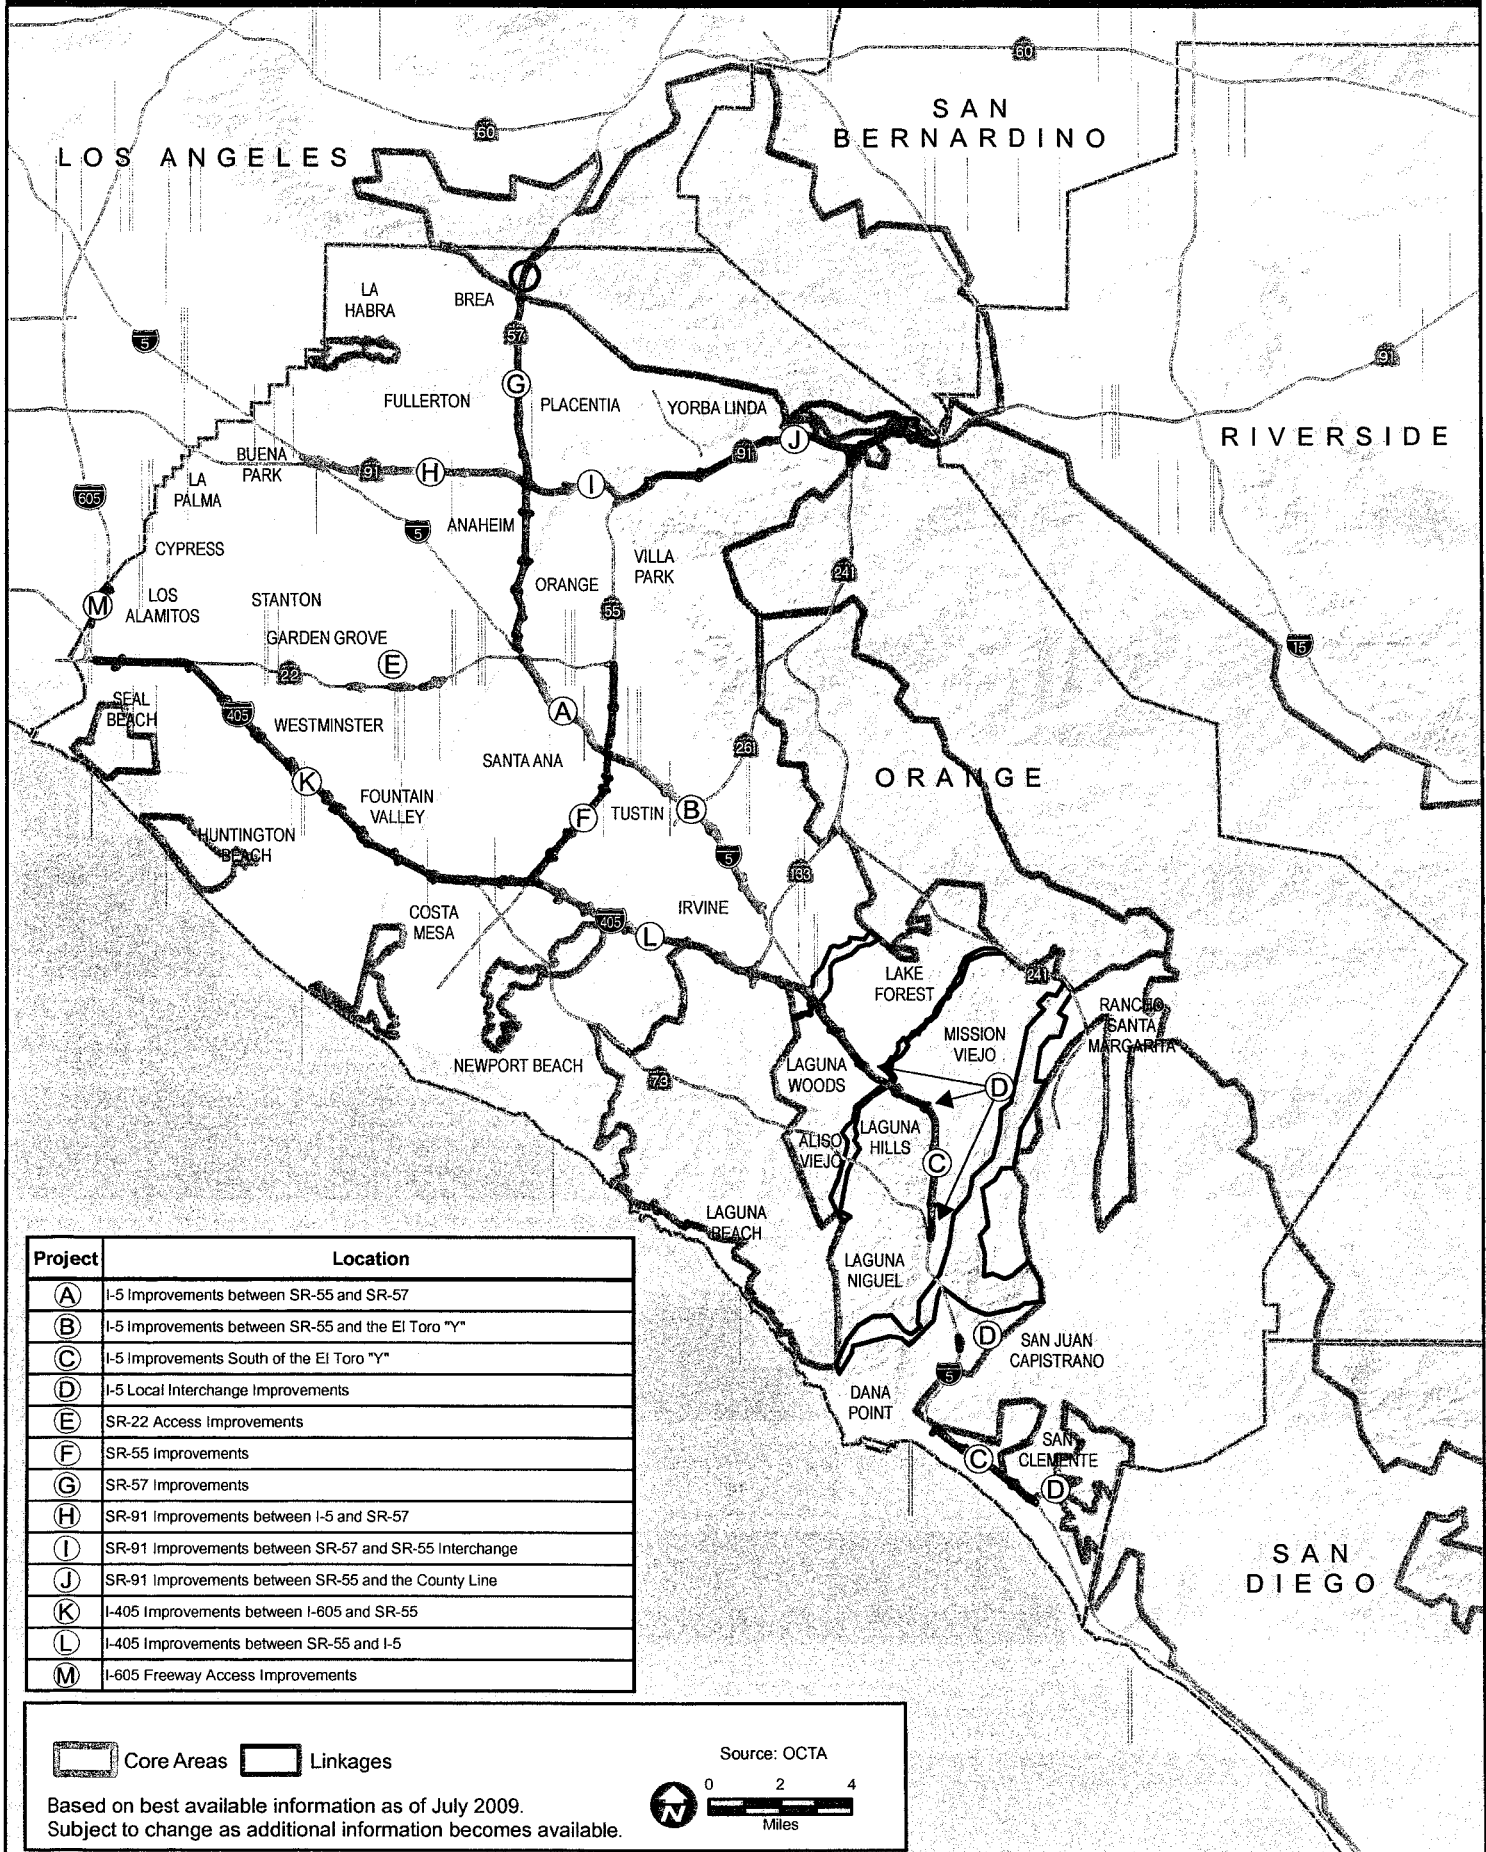 60
SAN
BERNARDINO
60
LOS ANGELES
LA
HABRA
BREA
5
57
91
G
FULLERTON
PLACENTIA
YORBA LINDA
J
RIVERSIDE
BUENA
PARK
91
H
91
I
LA
PALMA
605
ANAHEIM
5
CYPRESS
VILLA
PARK
ORANGE
241
M
LOS
ALAMITOS
STANTON
55
GARDEN GROVE
E
22
15
SEAL
BEACH
405
WESTMINSTER
A
SANTA ANA
261
ORANGE
K
FOUNTAIN
VALLEY
F
TUSTIN
B
HUNTINGTON
BEACH
5
133
COSTA
MESA
405
L
IRVINE
LAKE
FOREST
241
RANCHO
SANTA
MARGARITA
MISSION
VIEJO
NEWPORT BEACH
73
LAGUNA
WOODS
D
ALISO
VIEJO
LAGUNA
HILLS
C
LAGUNA
BEACH
LAGUNA
NIGUEL
D
SAN JUAN
CAPISTRANO
5
DANA
POINT
C
SAN
CLEMENTE
D
SAN
DIEGO
Project Location
A I-5 Improvements between SR-55 and SR-57
B I-5 Improvements between SR-55 and the El Toro "Y"
C I-5 Improvements South of the El Toro "Y"
D I-5 Local Interchange Improvements
E SR-22 Access Improvements
F SR-55 Improvements
G SR-57 Improvements
H SR-91 Improvements between I-5 and SR-57
I SR-91 Improvements between SR-57 and SR-55 Interchange
J SR-91 Improvements between SR-55 and the County Line
K I-405 Improvements between I-605 and SR-55
L I-405 Improvements between SR-55 and I-5
M I-605 Freeway Access Improvements
Core Areas Linkages
Based on best available information as of July 2009.
Subject to change as additional information becomes available.
Source: OCTA
N
0 2 4
Miles